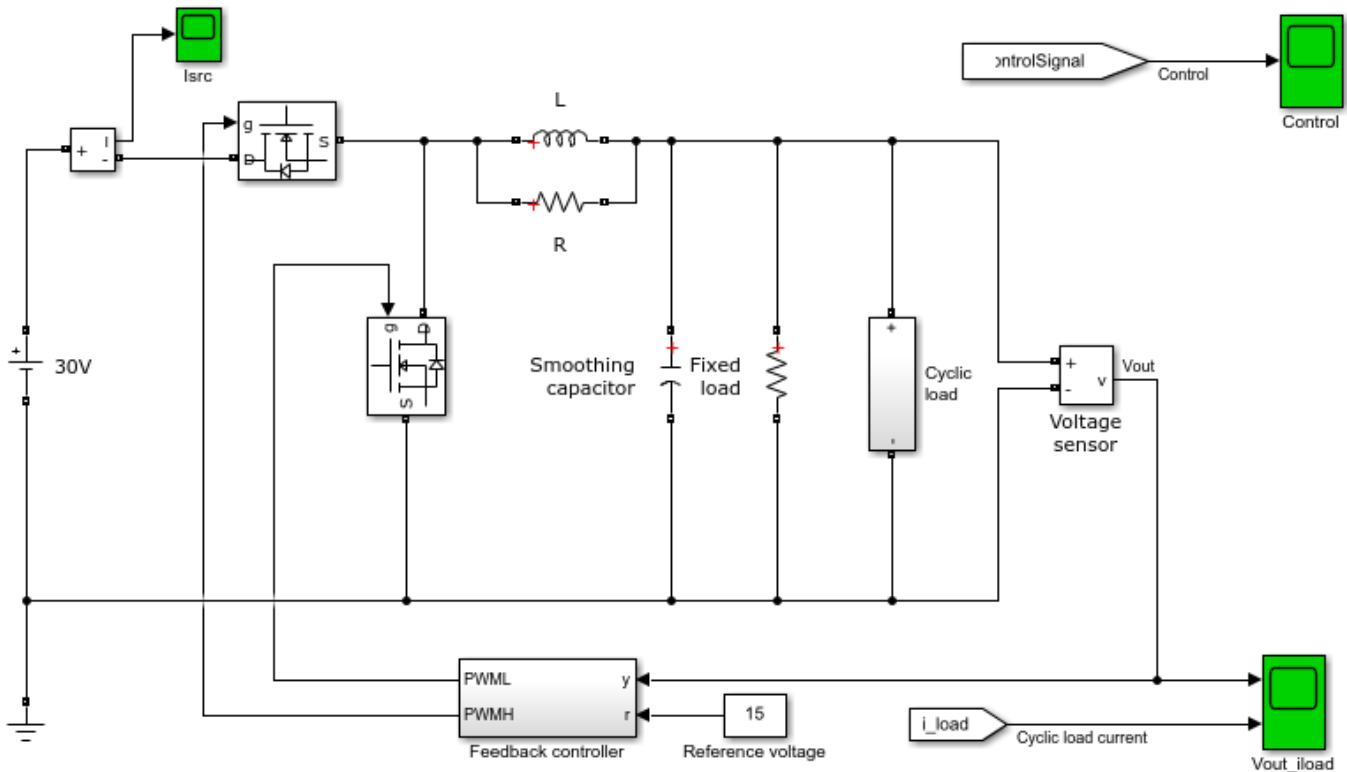 Isrc
ontrolSignal
Control
Control
L
+
I
-
g
S
D
+
+
R
g
D
S
+
30V
Smoothing
capacitor
+
Fixed
load
+
+
Cyclic
load
-
+
-
v
Vout
Voltage
sensor
PWML
y
PWMH
r
15
i_load
Cyclic load current
Feedback controller
Reference voltage
Vout_iload